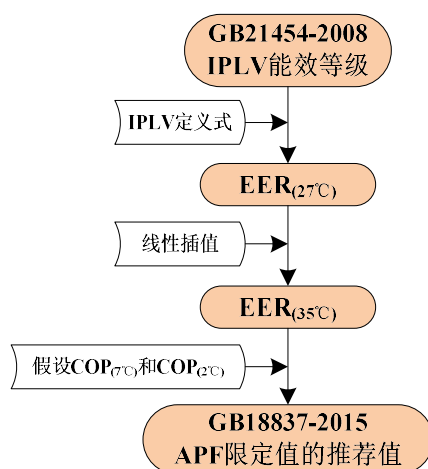 GB21454-2008
IPLV能效等级
IPLV定义式
EER(27℃)
线性插值
EER(35℃)
假设COP(7℃)和COP(2℃)
GB18837-2015
APF限定值的推荐值